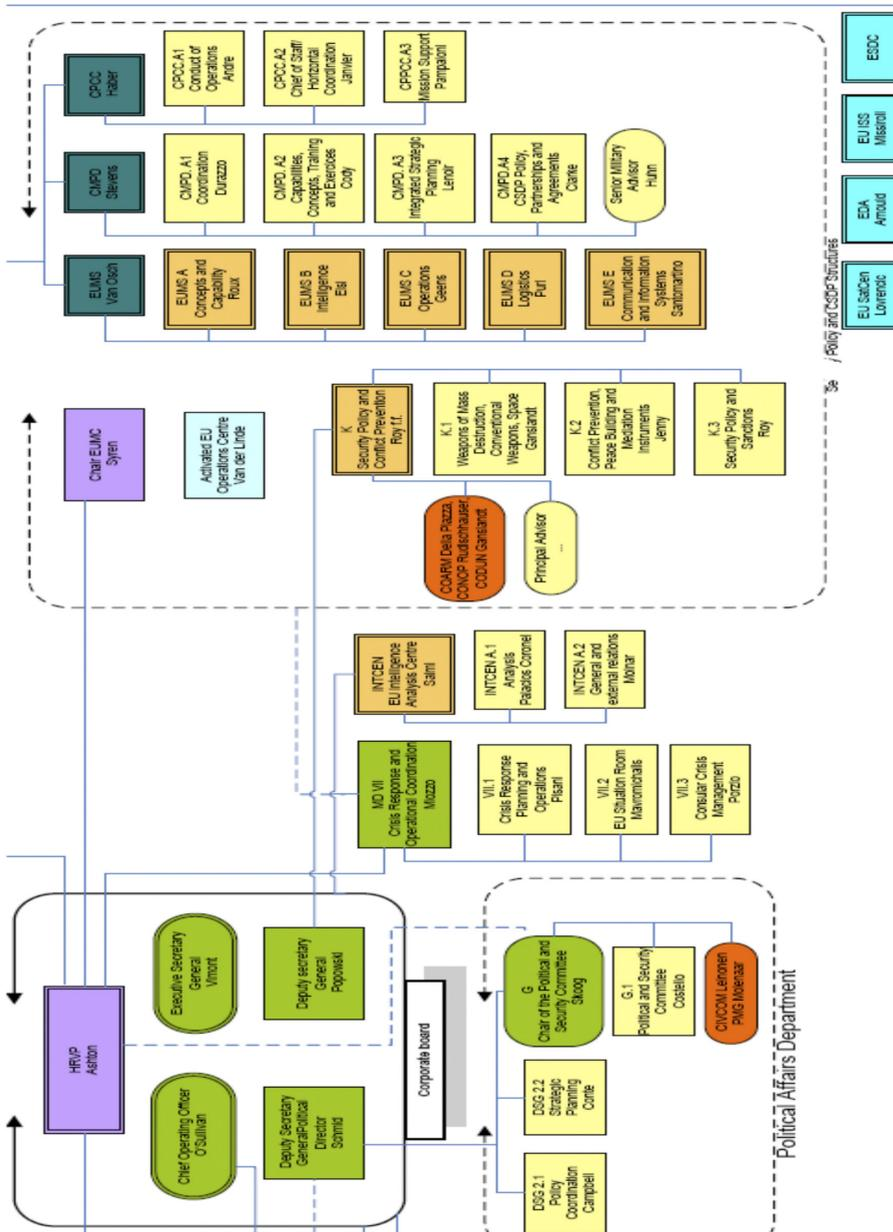 HRVP
Ashton
Chief Operating Officer
O'Sullivan
Executive Secretary
General
Vimont
Deputy Secretary
GeneralPolitical
Director
Schmid
Deputy secretary
General
Popowski
Corporate board
DSG 2.1
Policy
Coordination
Campbell
DSG 2.2
Strategic
Planning
Conte
G
Chair of the Political and
Security Committee
Skoog
G.1
Political and Security
Committee
Costello
CIVCOM Leinonen
PMG Molenaar
Political Affairs Department
MD VII
Crisis Response and
Operational Coordination
Miozzo
VII.1
Crisis Response
Planning and
Operations
Pisani
VII.2
EU Situation Room
Mavromichalis
VII.3
Consular Crisis
Management
Porzio
INTCEN
EU Intelligence
Analysis Centre
Salmi
INTCEN A.1
Analysis
Palacios Coronel
INTCEN A.2
General and
external relations
Molnar
Chair EUMC
Syren
Activated EU
Operations Centre
Van der Linde
K
Security Policy and
Conflict Prevention
Roy f.f.
COARM Della Piazza,
CONOP Rudischhauser,
CODUN Ganslandt
Principal Advisor
...
K.1
Weapons of Mass
Destruction,
Conventional
Weapons, Space
Ganslandt
K.2
Conflict Prevention,
Peace Building and
Mediation
Instruments
Jenny
K.3
Security Policy and
Sanctions
Roy
EUMS
Van Osch
EUMS A
Concepts and
Capability
Roux
EUMS B
Intelligence
Eisl
EUMS C
Operations
Geens
EUMS D
Logistics
Purl
EUMS E
Communication
and Information
Systems
Santomartino
CMPD
Stevens
CMPD. A1
Coordination
Durazzo
CMPD. A2
Capabilities,
Concepts, Training
and Exercices
Cody
CMPD. A3
Integrated Strategic
Planning
Lenoir
CMPD.A4
CSDP Policy,
Partnerships and
Agreements
Clarke
Senior Military
Advisor
Huhn
CPCC
Haber
CPCC.A1
Conduct of
Operations
Andre
CPCC.A2
Chief of Staff/
Horizontal
Coordination
Janvier
CPPCC.A3
Mission Support
Pampaloni
Se y Policy and CSDP Structures
EU SatCen
Lovrencic
EDA
Arnould
EU ISS
Missiroli
ESDC